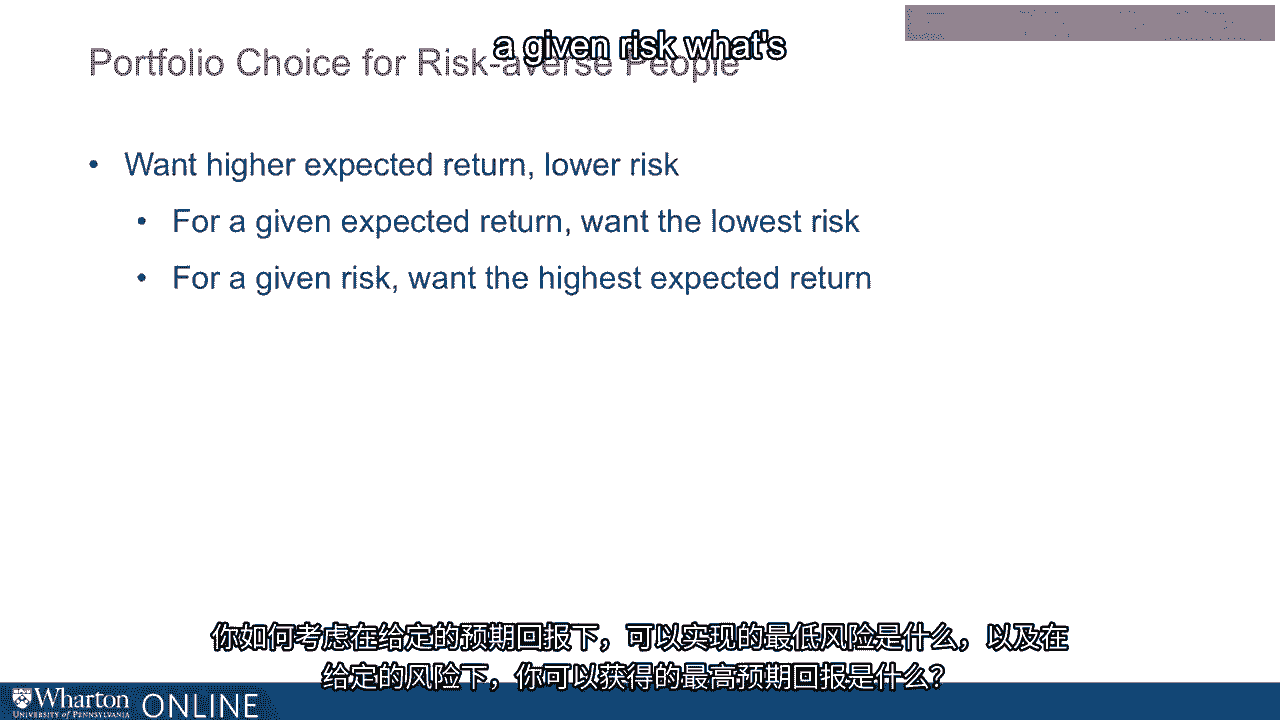 a given risk what's
Portfolio Choice for Risk-averse People
• Want higher expected return, lower risk
• For a given expected return, want the lowest risk
• For a given risk, want the highest expected return
你如何考虑在给定的预期回报下，可以实现的最低风险是什么，以及在
给定的风险下，你可以获得的最高预期回报是什么？
Wharton ONLINE
UNIVERSITY of PENNSYLVANIA